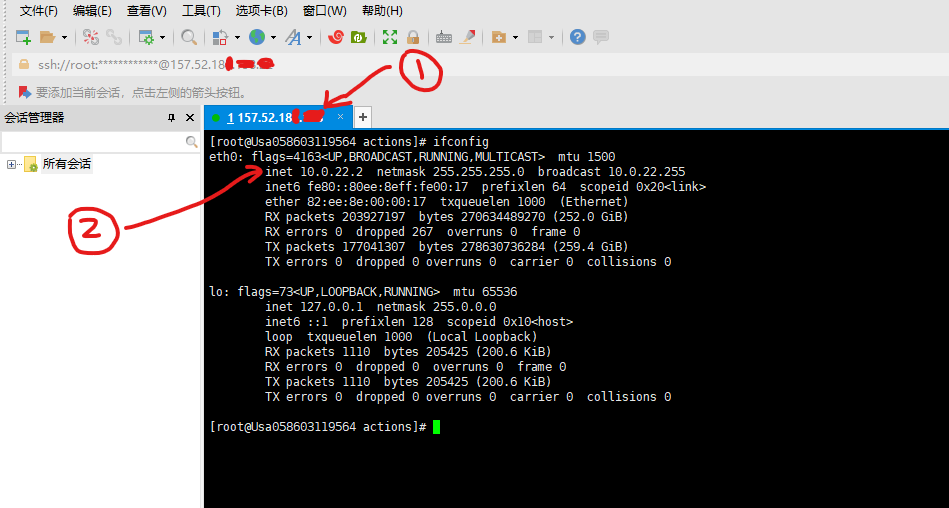 文件(F) 编辑(E) 查看(V) 工具(T) 选项卡(B) 窗口(W) 帮助(H)
ssh://root:************@157.52.18
1
要添加当前会话，点击左侧的箭头按钮。
会话管理器
1 157.52.18
所有会话
[root@Usa058603119564 actions]# ifconfig
eth0: flags=4163<UP,BROADCAST,RUNNING,MULTICAST>  mtu 1500
inet 10.0.22.2  netmask 255.255.255.0  broadcast 10.0.22.255
inet6 fe80::80ee:8eff:fe00:17  prefixlen 64  scopeid 0x20<link>
ether 82:ee:8e:00:00:17  txqueuelen 1000  (Ethernet)
RX packets 203927197  bytes 270634489270 (252.0 GiB)
RX errors 0  dropped 267  overruns 0  frame 0
TX packets 177041307  bytes 278630736284 (259.4 GiB)
TX errors 0  dropped 0 overruns 0  carrier 0  collisions 0
2
lo: flags=73<UP,LOOPBACK,RUNNING>  mtu 65536
inet 127.0.0.1  netmask 255.0.0.0
inet6 ::1  prefixlen 128  scopeid 0x10<host>
loop  txqueuelen 1000  (Local Loopback)
RX packets 1110  bytes 205425 (200.6 KiB)
RX errors 0  dropped 0  overruns 0  frame 0
TX packets 1110  bytes 205425 (200.6 KiB)
TX errors 0  dropped 0 overruns 0  carrier 0  collisions 0
[root@Usa058603119564 actions]#